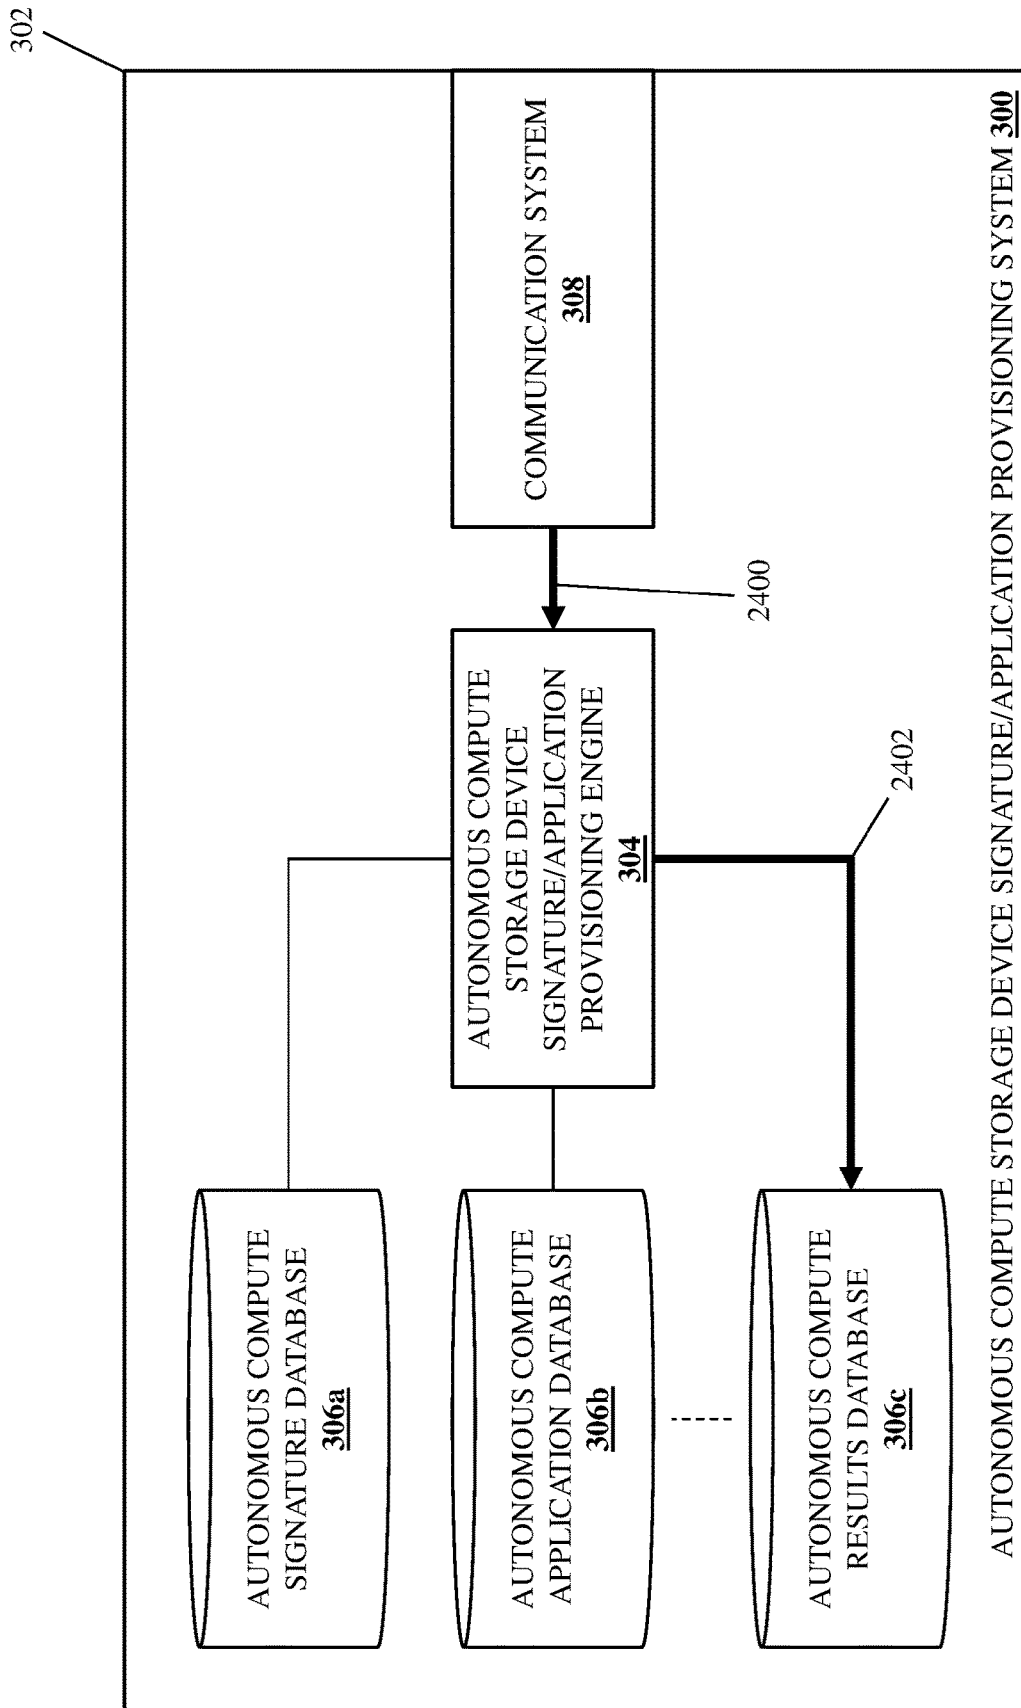 302
COMMUNICATION SYSTEM
308
2400
AUTONOMOUS COMPUTE
STORAGE DEVICE
SIGNATURE/APPLICATION
PROVISIONING ENGINE
304
2402
AUTONOMOUS COMPUTE
SIGNATURE DATABASE
306a
AUTONOMOUS COMPUTE
APPLICATION DATABASE
306b
AUTONOMOUS COMPUTE
RESULTS DATABASE
306c
AUTONOMOUS COMPUTE STORAGE DEVICE SIGNATURE/APPLICATION PROVISIONING SYSTEM 300